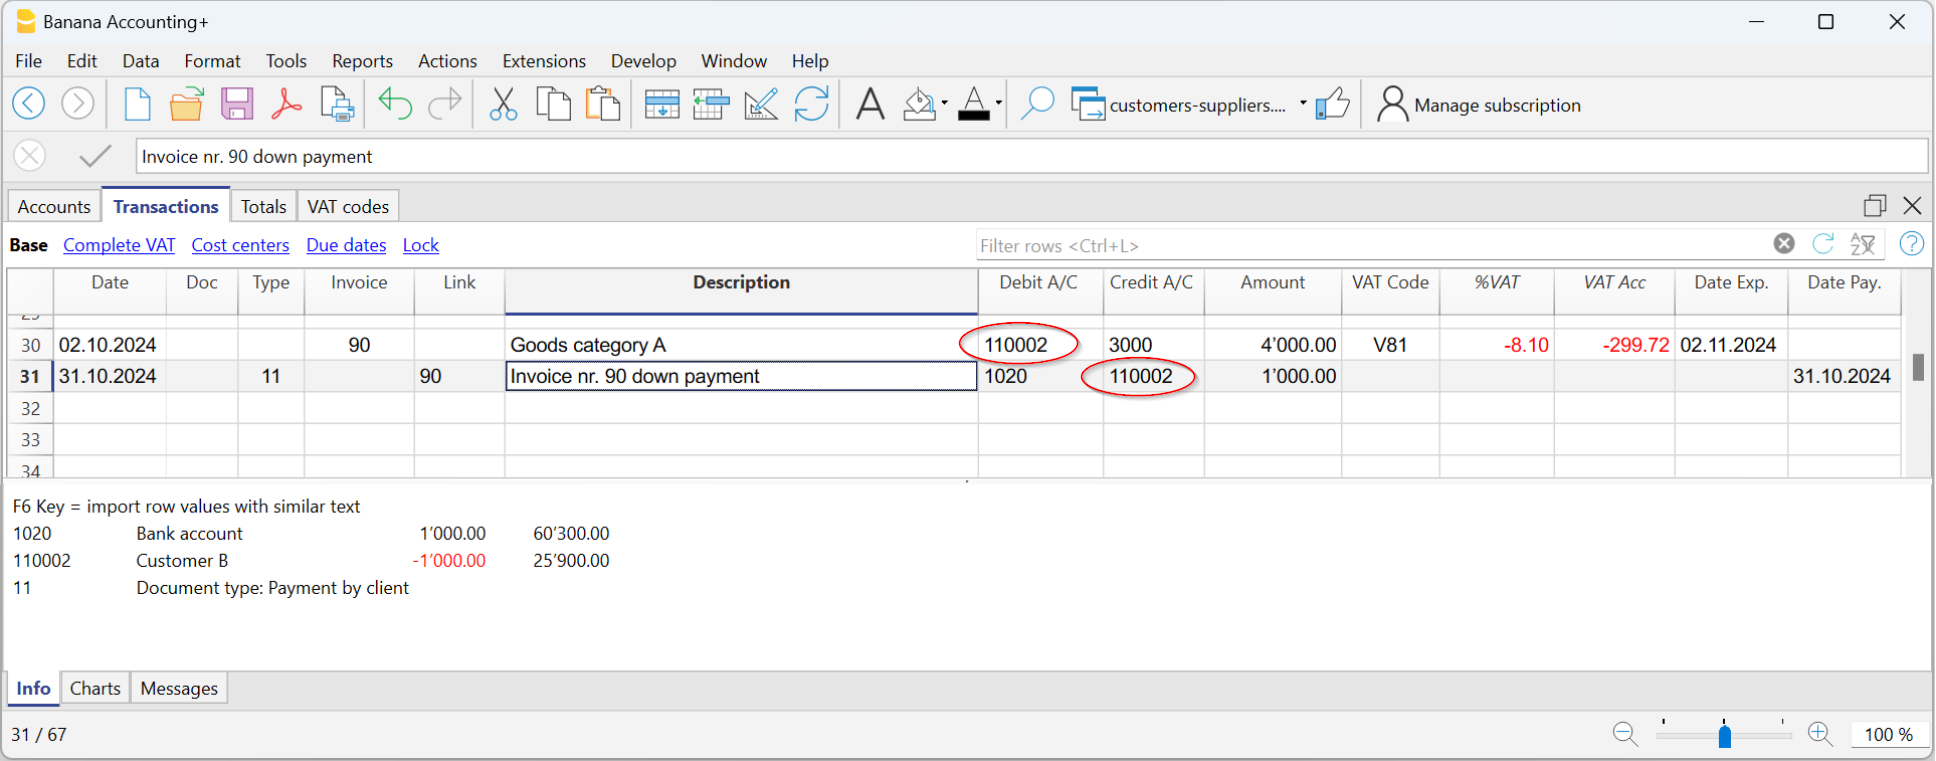 Banana Accounting+
File Edit Data Format Tools Reports Actions Extensions Develop Window Help
A A customers-suppliers.... Manage subscription
Invoice nr. 90 down payment
Accounts Transactions Totals VAT codes
Base Complete VAT Cost centers Due dates Lock Filter rows <Ctrl+L> AZ ?
Date Doc Type Invoice Link Description Debit A/C Credit A/C Amount VAT Code %VAT VAT Acc Date Exp. Date Pay.
30 02.10.2024 90 Goods category A 110002 3000 4’000.00 V81 -8.10 -299.72 02.11.2024
31 31.10.2024 11 90 Invoice nr. 90 down payment 1020 110002 1’000.00 31.10.2024
32
33
34
F6 Key = import row values with similar text
1020 Bank account 1’000.00 60’300.00
110002 Customer B -1’000.00 25’900.00
11 Document type: Payment by client
Info Charts Messages
31 / 67 100 %